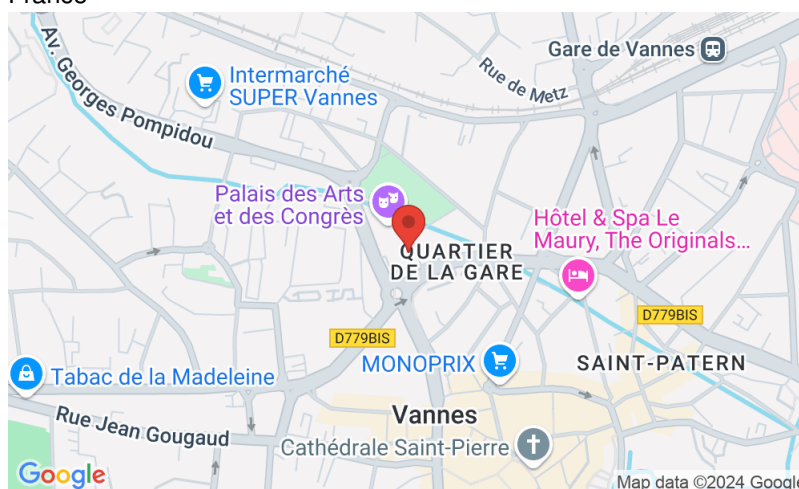 France
Av. Georges Pompidou
Gare de Vannes
Intermarché
SUPER Vannes
Rue de Metz
Palais des Arts
et des Congrès
Hôtel & Spa Le
Maury, The Originals...
QUARTIER
DE LA GARE
D779BIS
D779BIS
MONOPRIX
SAINT-PATERN
Tabac de la Madeleine
Rue Jean Gougaud
Vannes
Cathédrale Saint-Pierre
Google
Map data ©2024 Google